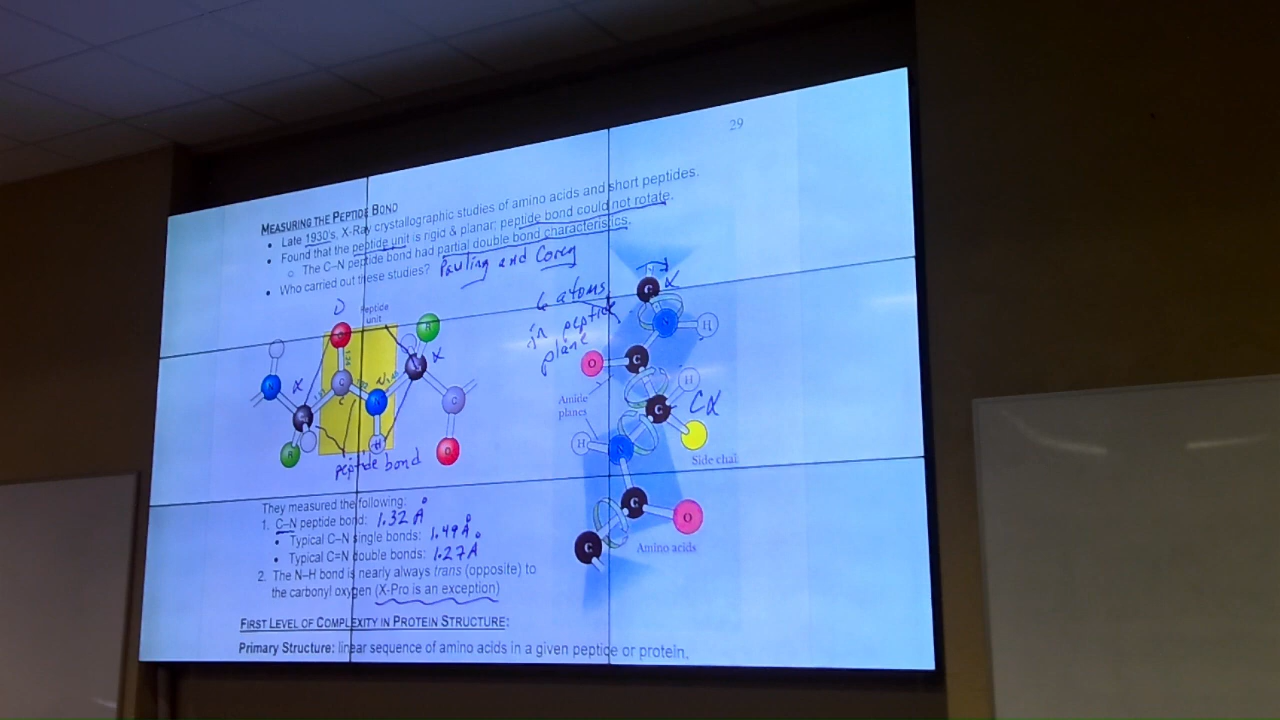 29
MEASURING THE PEPTIDE BOND
• Late 1930's, X-Ray crystallographic studies of amino acids and short peptides.
• Found that the peptide unit is rigid & planar; peptide bond could not rotate.
○ The C–N peptide bond had partial double bond characteristics.
• Who carried out these studies? Pauling and Corey
Peptide
unit
O
C
N
H
α
R
N
C
α
R
C
O
peptide bond
6 atoms
in peptide
plane
C
α
N
H
O
C
H
Amide
planes
C
Cα
H
N
Side chai
C
O
C
Amino acids
They measured the following:
1. C–N peptide bond: 1.32 Å
• Typical C–N single bonds: 1.49 Å
• Typical C=N double bonds: 1.27 Å
2. The N–H bond is nearly always trans (opposite) to
the carbonyl oxygen (X-Pro is an exception)
FIRST LEVEL OF COMPLEXITY IN PROTEIN STRUCTURE:
Primary Structure: linear sequence of amino acids in a given peptide or protein.